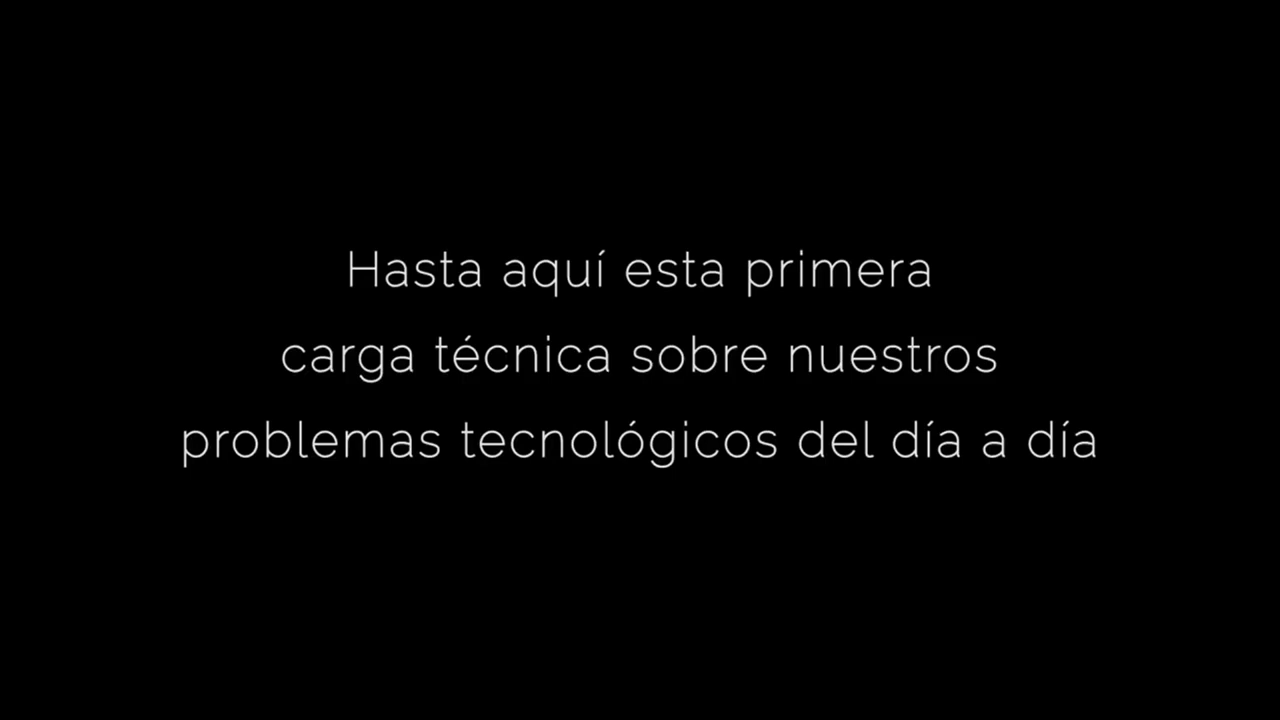 Hasta aquí esta primera
carga técnica sobre nuestros
problemas tecnológicos del día a día